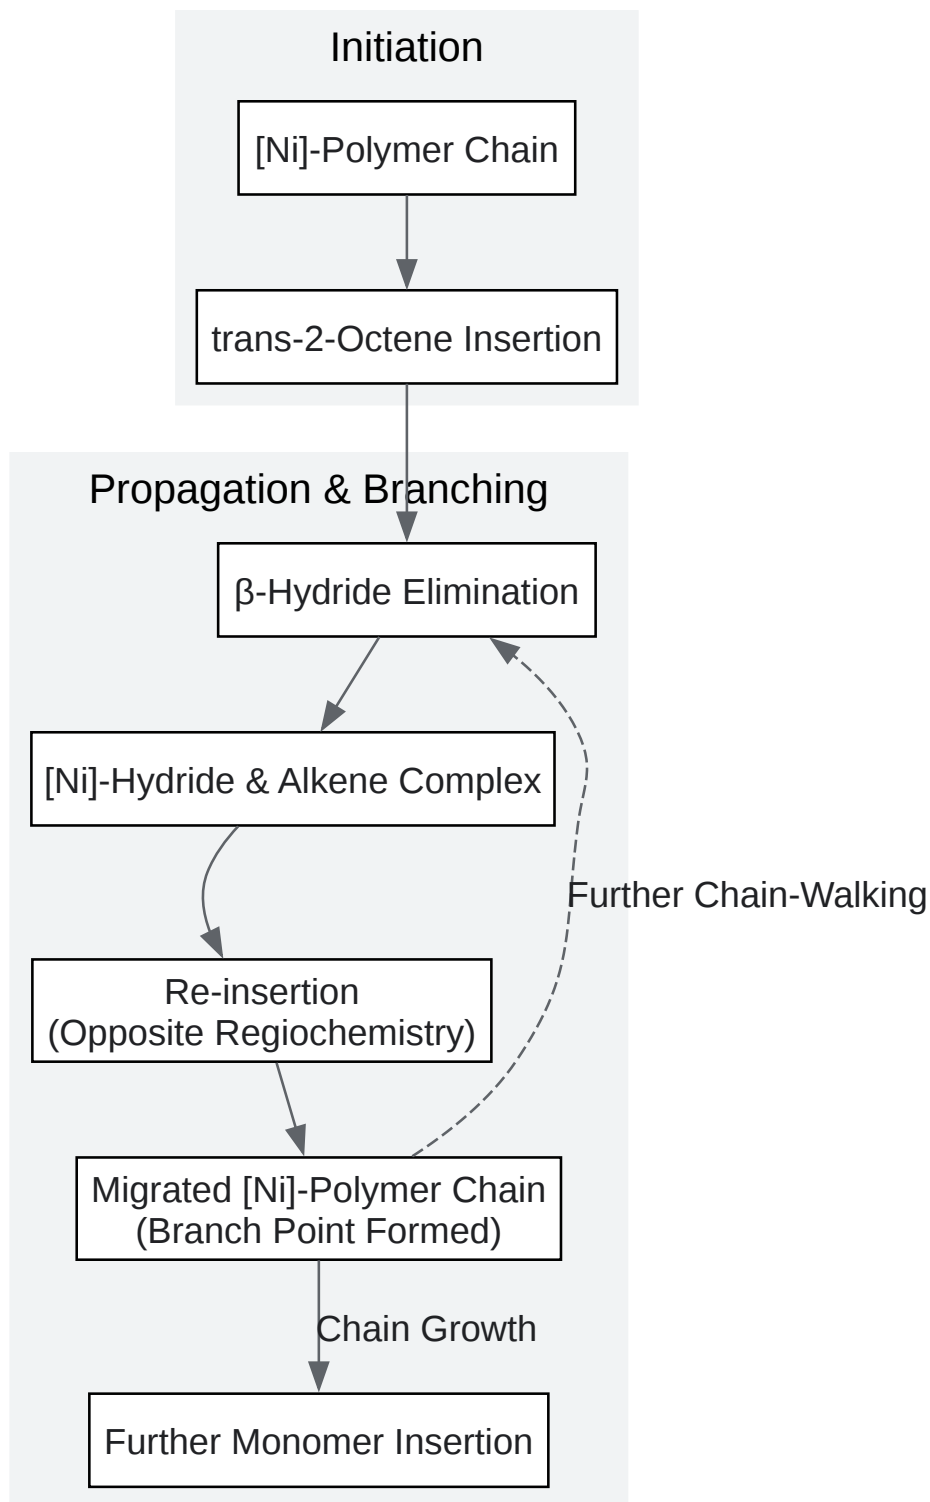 Initiation
[Ni]-Polymer Chain
trans-2-Octene Insertion
Propagation & Branching
β-Hydride Elimination
[Ni]-Hydride & Alkene Complex
Further Chain-Walking
Re-insertion
(Opposite Regiochemistry)
Migrated [Ni]-Polymer Chain
(Branch Point Formed)
Chain Growth
Further Monomer Insertion